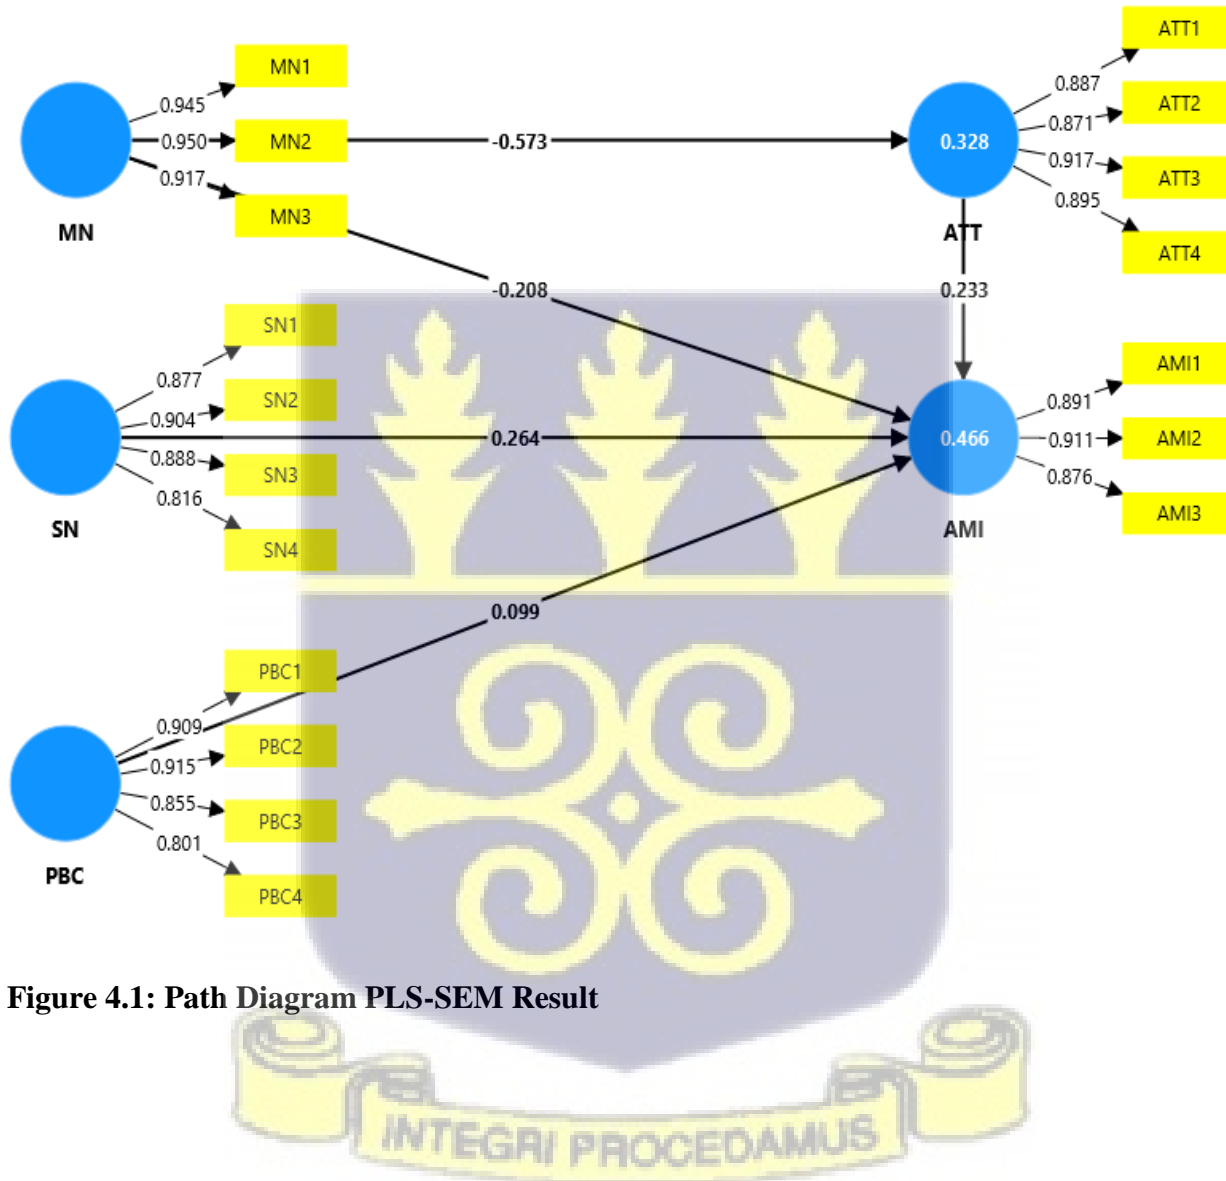 MN1
MN2
MN3
0.945
0.950
0.917
MN
-0.573
-0.208
ATT1
ATT2
ATT3
ATT4
0.887
0.871
0.917
0.895
0.328
ATT
0.233
SN1
SN2
SN3
SN4
0.877
0.904
0.888
0.816
SN
0.264
AMI1
AMI2
AMI3
0.891
0.911
0.876
0.466
AMI
0.099
PBC1
PBC2
PBC3
PBC4
0.909
0.915
0.855
0.801
PBC
Figure 4.1: Path Diagram PLS-SEM Result
INTEGRI PROCEDAMUS